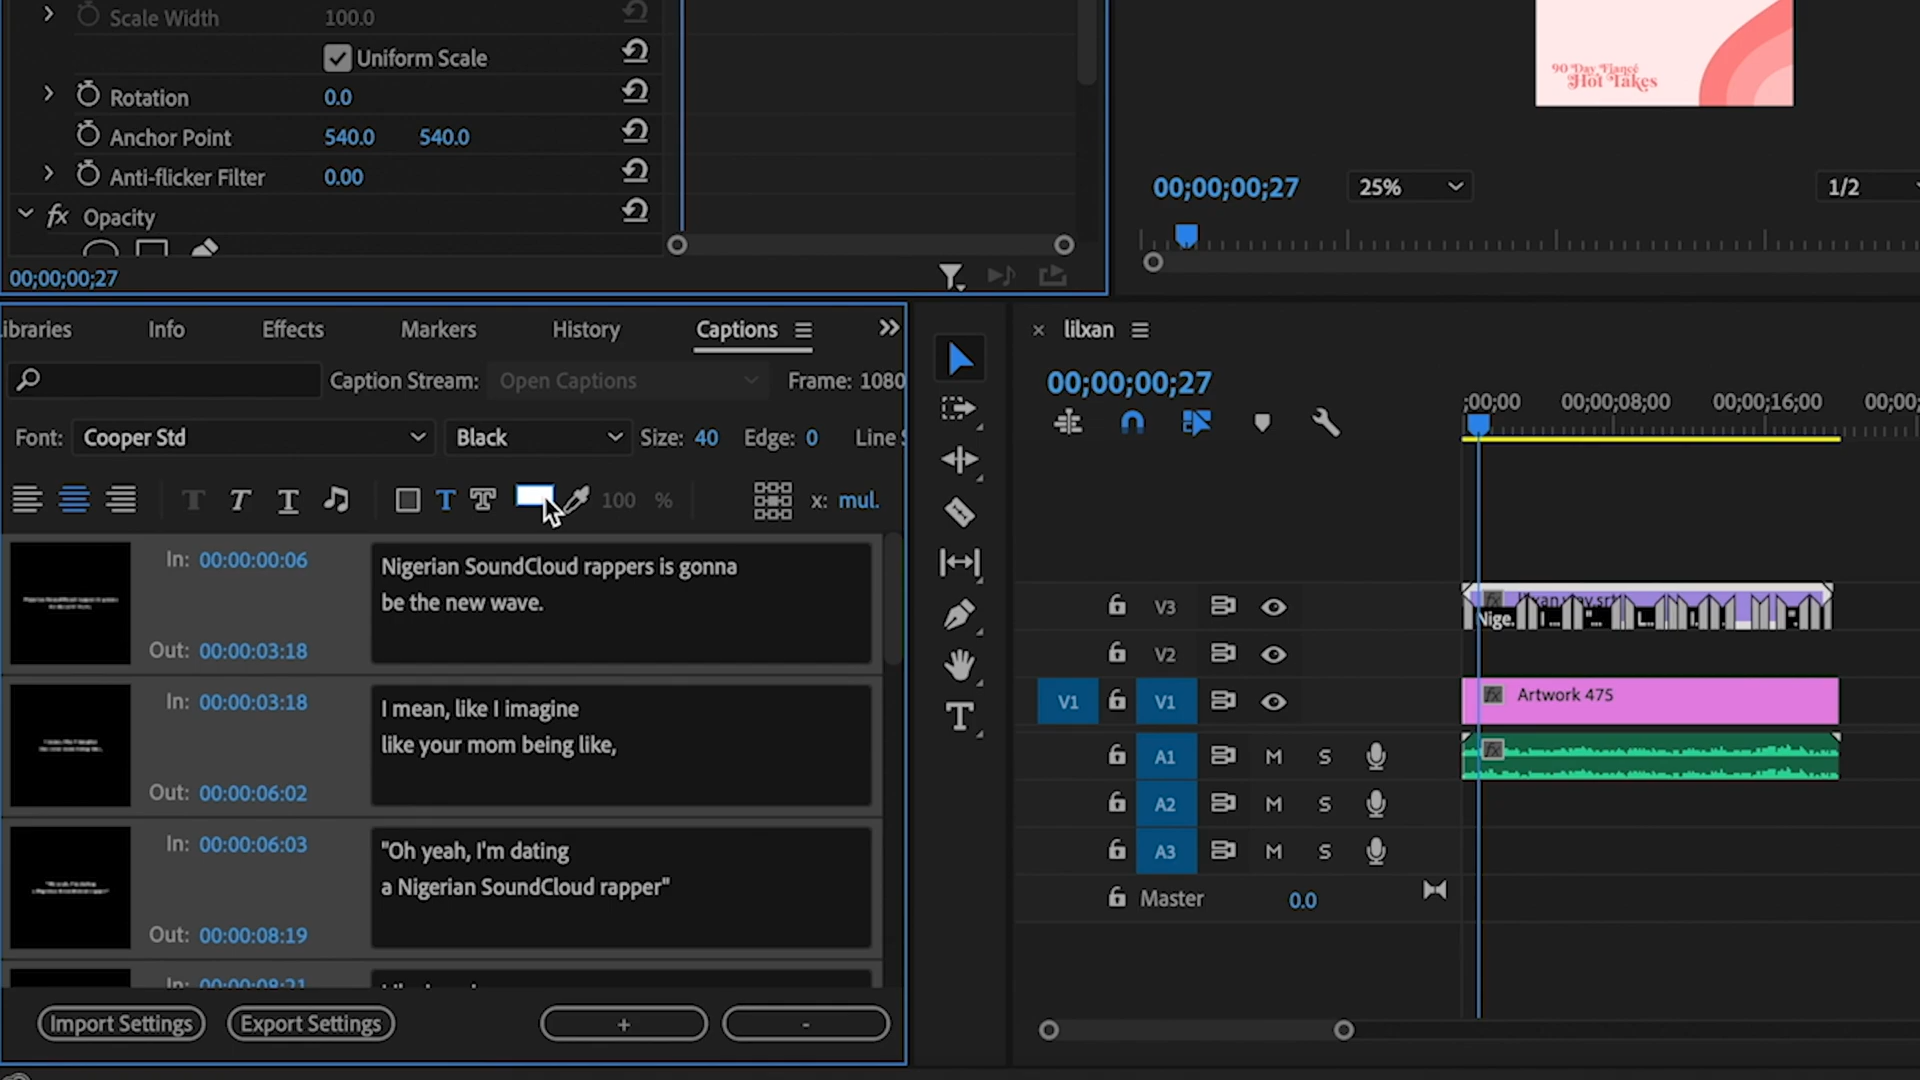 Scale Width 100.0
Uniform Scale
Rotation 0.0
Anchor Point 540.0 540.0
Anti-flicker Filter 0.00
fx Opacity
00;00;00;27
90 Day Fiancé
Hot Takes
00;00;00;27 25% 1/2
ibraries Info Effects Markers History Captions
Caption Stream: Open Captions Frame: 1080
Font: Cooper Std Black Size: 40 Edge: 0 Line
100 % x: mul.
In: 00:00:00:06
Nigerian SoundCloud rappers is gonna
be the new wave.
Out: 00:00:03:18
In: 00:00:03:18
I mean, like I imagine
like your mom being like,
Out: 00:00:06:02
In: 00:00:06:03
"Oh yeah, I'm dating
a Nigerian SoundCloud rapper"
Out: 00:00:08:19
In: 00:00:08:21
Import Settings Export Settings + -
× lilxan
00;00;00;27
;00;00 00;00;08;00 00;00;16;00 00;00;
V3
Nige.
V2
V1 V1 fx Artwork 475
A1 M S fx
A2 M S
A3 M S
Master 0.0